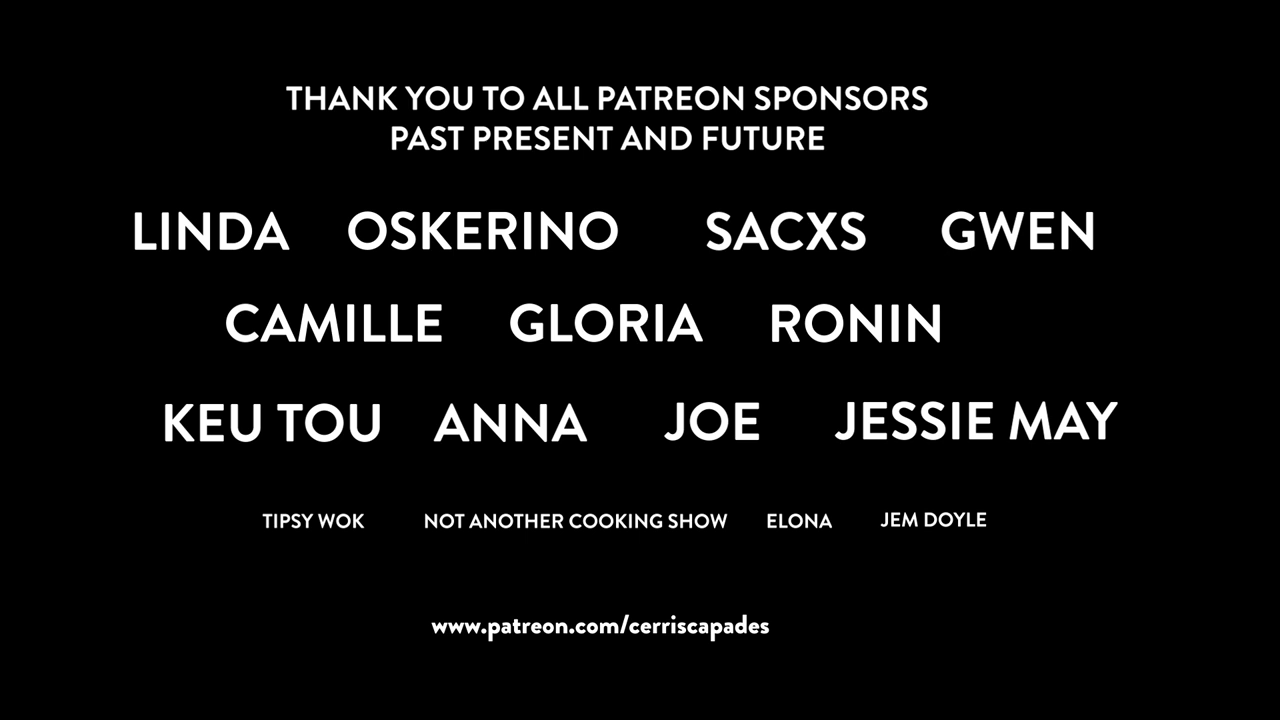 THANK YOU TO ALL PATREON SPONSORS
PAST PRESENT AND FUTURE
LINDA OSKERINO SACXS GWEN
CAMILLE GLORIA RONIN
KEU TOU ANNA JOE JESSIE MAY
TIPSY WOK NOT ANOTHER COOKING SHOW ELONA JEM DOYLE
www.patreon.com/cerriscapades